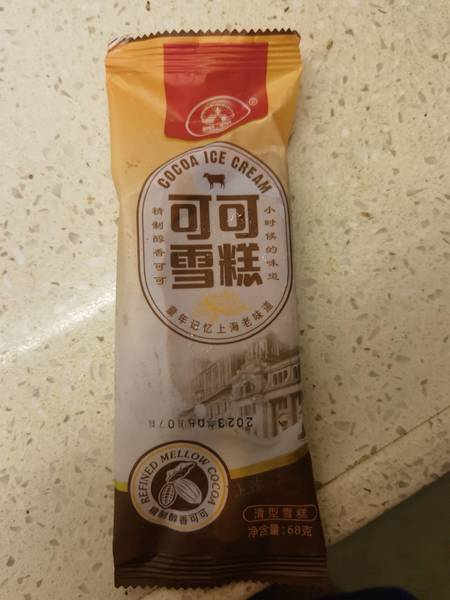 ®
COCOA ICE CREAM
可可
雪糕
精制醇香可可
小时候的味道
童年记忆上海老味道
2023
REFINED MELLOW COCOA
精制醇香可可
清型雪糕
净含量:68克